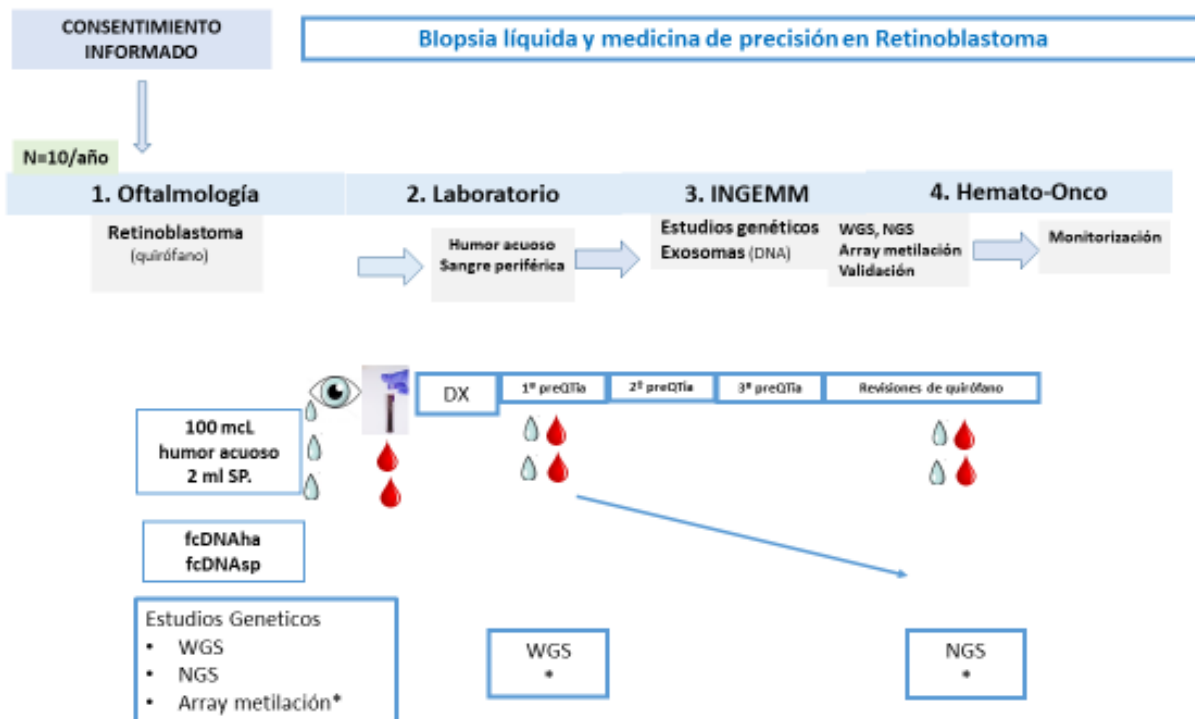 CONSENTIMIENTO
INFORMADO
BIopsia líquida y medicina de precisión en Retinoblastoma
N=10/año
1. Oftalmología
2. Laboratorio
3. INGEMM
4. Hemato-Onco
Retinoblastoma
(quirófano)
Humor acuoso
Sangre periférica
Estudios genéticos
Exosomas (DNA)
WGS, NGS
Array metilación
Validación
Monitorización
DX
1º preQTia
2º preQTia
3ª preQTia
Revisiones de quirófano
100 mcL
humor acuoso
2 ml SP.
fcDNAha
fcDNAsp
Estudios Geneticos
• WGS
• NGS
• Array metilación*
WGS
*
NGS
*